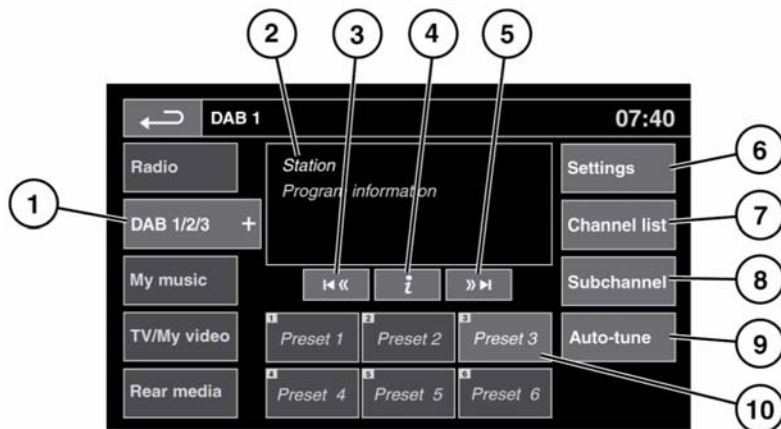 2 3 4 5
DAB 1 07:40
Radio
Station
Program information
Settings
6
1
DAB 1/2/3 +
Channel list
7
My music
i
Subchannel
8
TV/My video
1 Preset 1
2 Preset 2
3 Preset 3
Auto-tune
9
Rear media
4 Preset 4
5 Preset 5
6 Preset 6
10